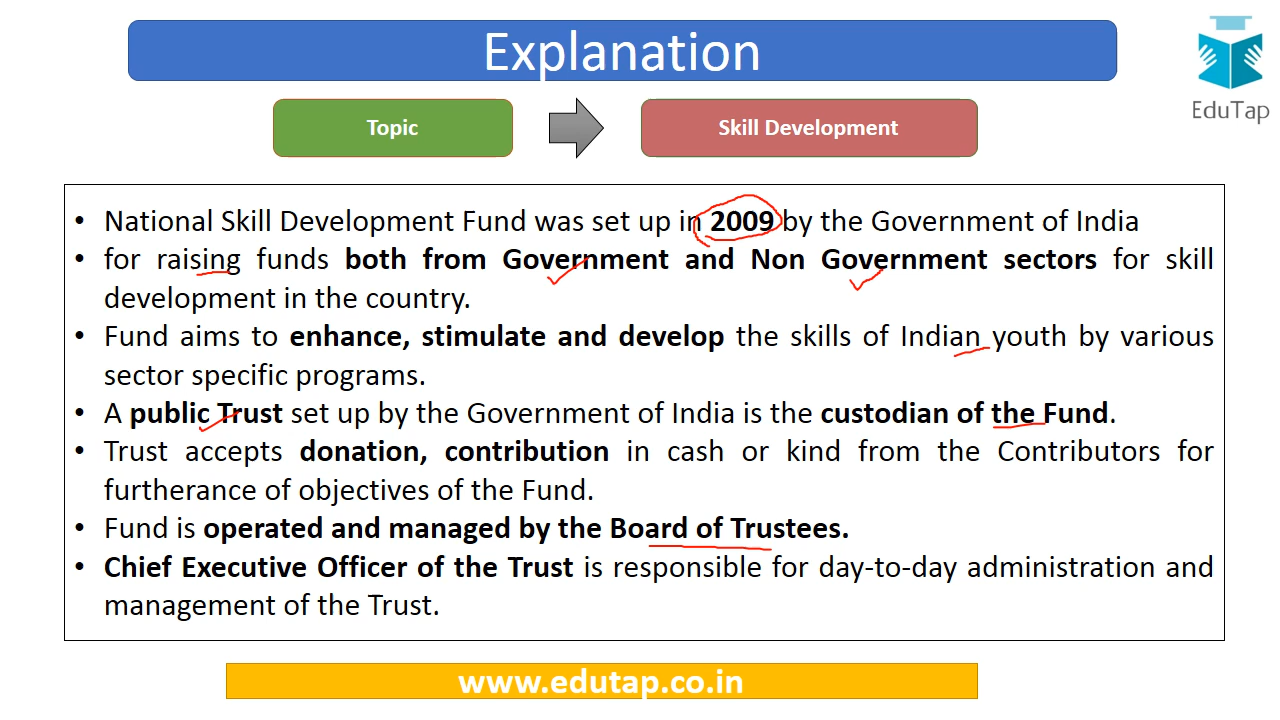 Explanation
EduTap
Topic
Skill Development
• National Skill Development Fund was set up in 2009 by the Government of India
• for raising funds both from Government and Non Government sectors for skill
development in the country.
• Fund aims to enhance, stimulate and develop the skills of Indian youth by various
sector specific programs.
• A public Trust set up by the Government of India is the custodian of the Fund.
• Trust accepts donation, contribution in cash or kind from the Contributors for
furtherance of objectives of the Fund.
• Fund is operated and managed by the Board of Trustees.
• Chief Executive Officer of the Trust is responsible for day-to-day administration and
management of the Trust.
www.edutap.co.in